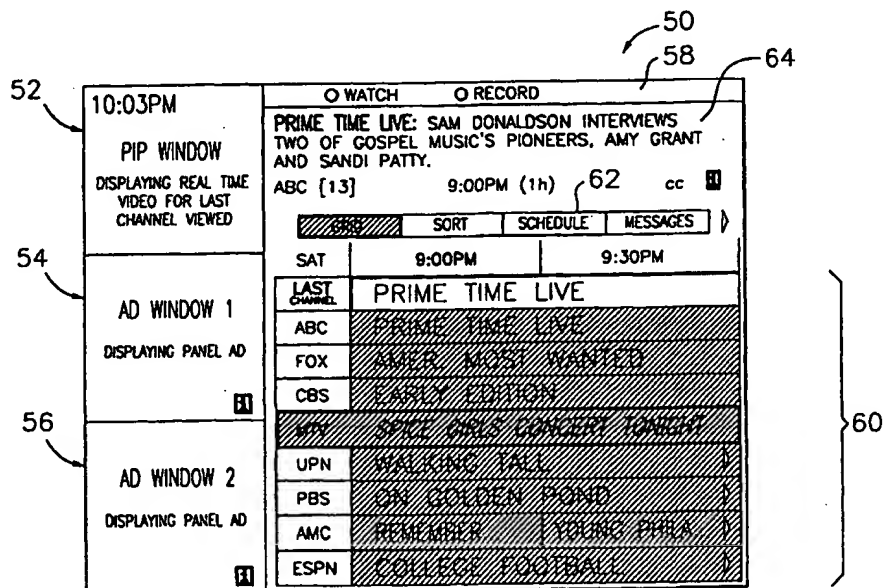 50
58
64
52
10:03PM
PIP WINDOW
DISPLAYING REAL TIME
VIDEO FOR LAST
CHANNEL VIEWED
54
AD WINDOW 1
DISPLAYING PANEL AD
i
56
AD WINDOW 2
DISPLAYING PANEL AD
i
WATCH RECORD
PRIME TIME LIVE: SAM DONALDSON INTERVIEWS
TWO OF GOSPEL MUSIC'S PIONEERS, AMY GRANT
AND SANDI PATTY.
ABC [13] 9:00PM (1h) 62 cc i
GRID SORT SCHEDULE MESSAGES
SAT 9:00PM 9:30PM
LAST CHANNEL PRIME TIME LIVE
ABC PRIME TIME LIVE
FOX AMER. MOST WANTED
CBS EARLY EDITION
MTV SPICE GIRLS CONCERT TONIGHT
UPN WALKING TALL
PBS ON GOLDEN POND
AMC REMEMBER... YOUNG PHILA..
ESPN COLLEGE FOOTBALL
60